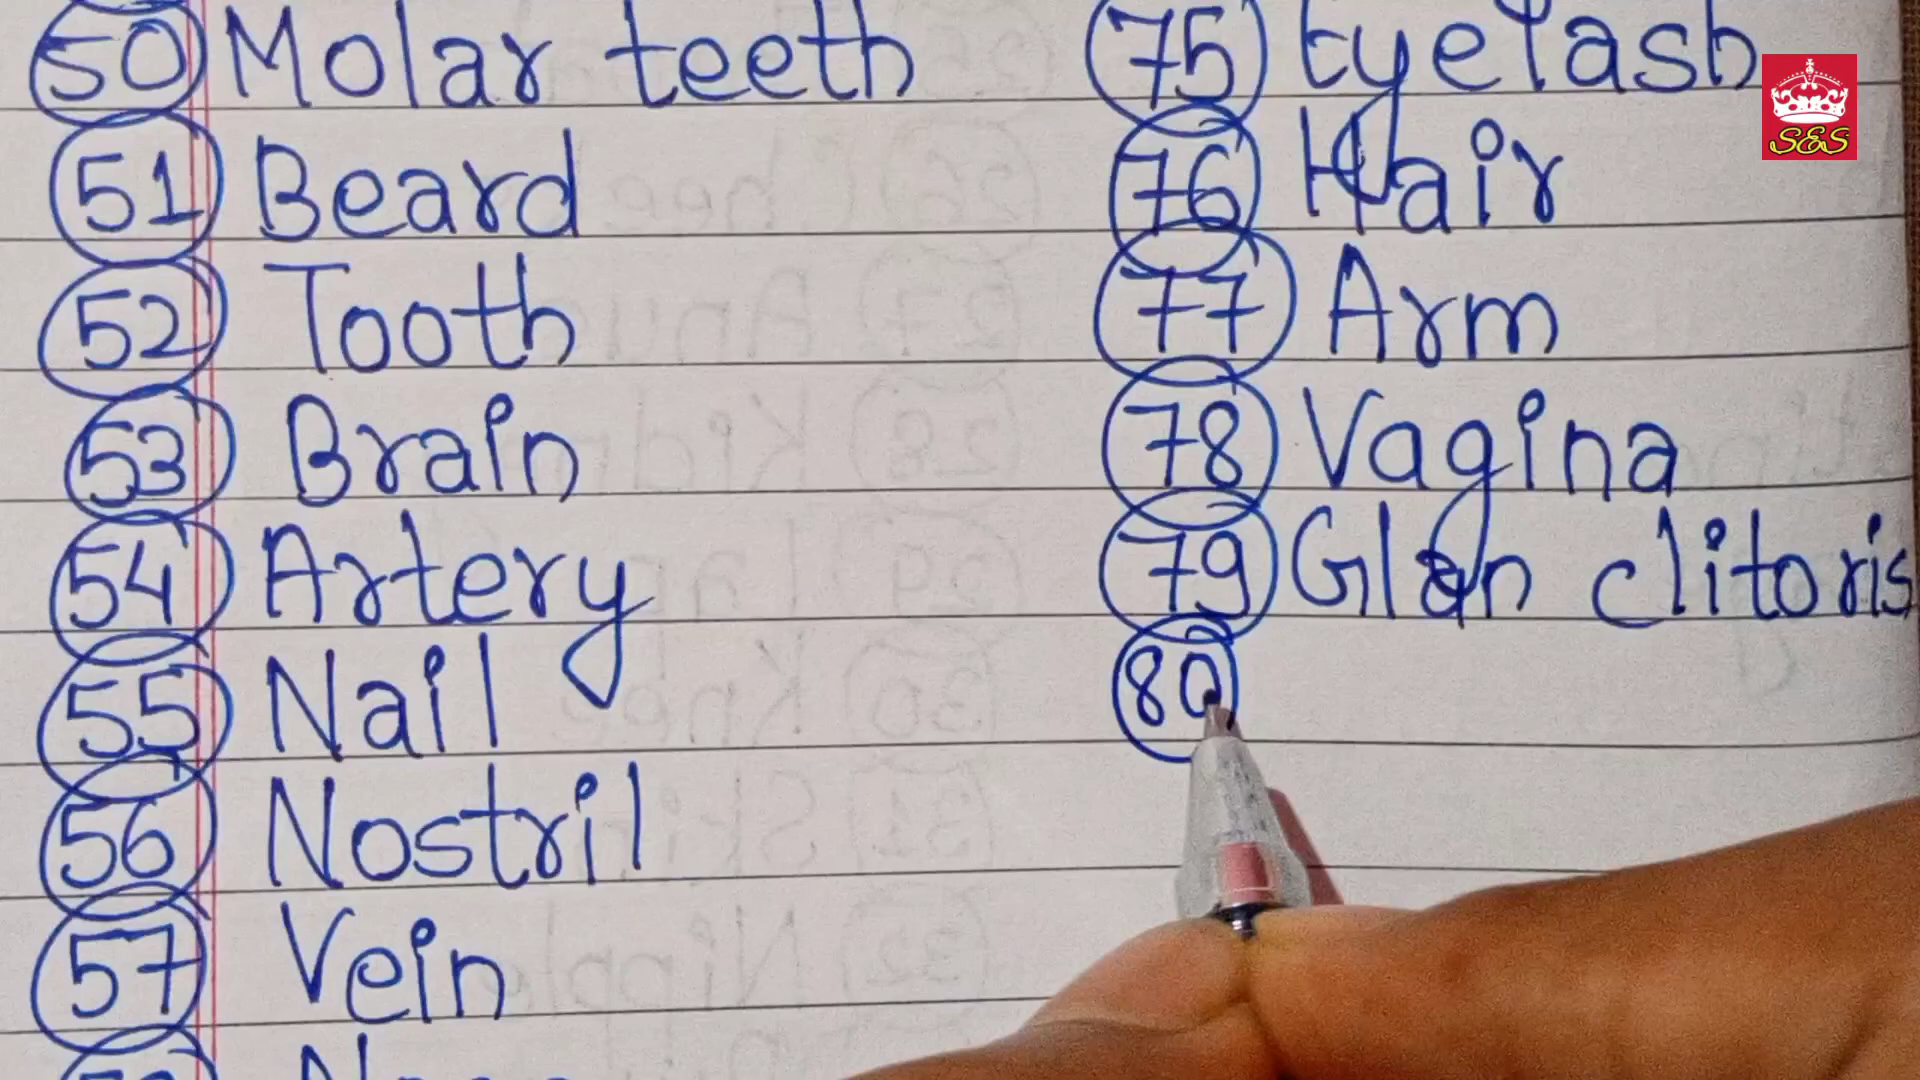 50 Molar teeth
51 Beard
52 Tooth
53 Brain
54 Artery
55 Nail
56 Nostril
57 Vein
75 Eyelash
76 Hair
77 Arm
78 Vagina
79 Glan clitoris
80
S&S